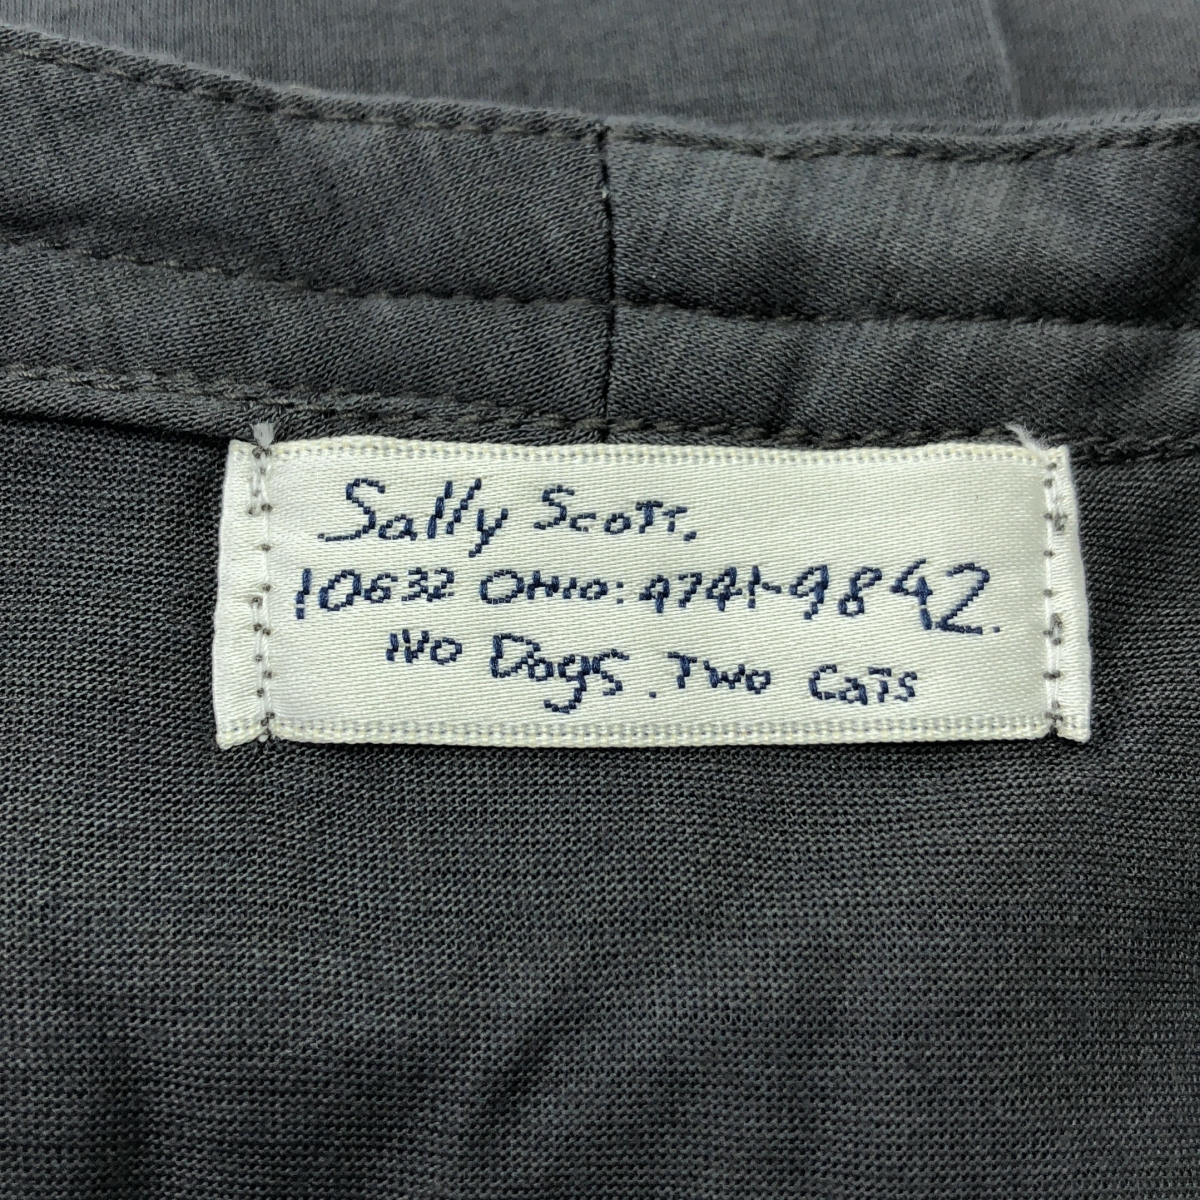 Sally Scott,
10632 Ohio: 4741-9842.
No Dogs. Two Cats